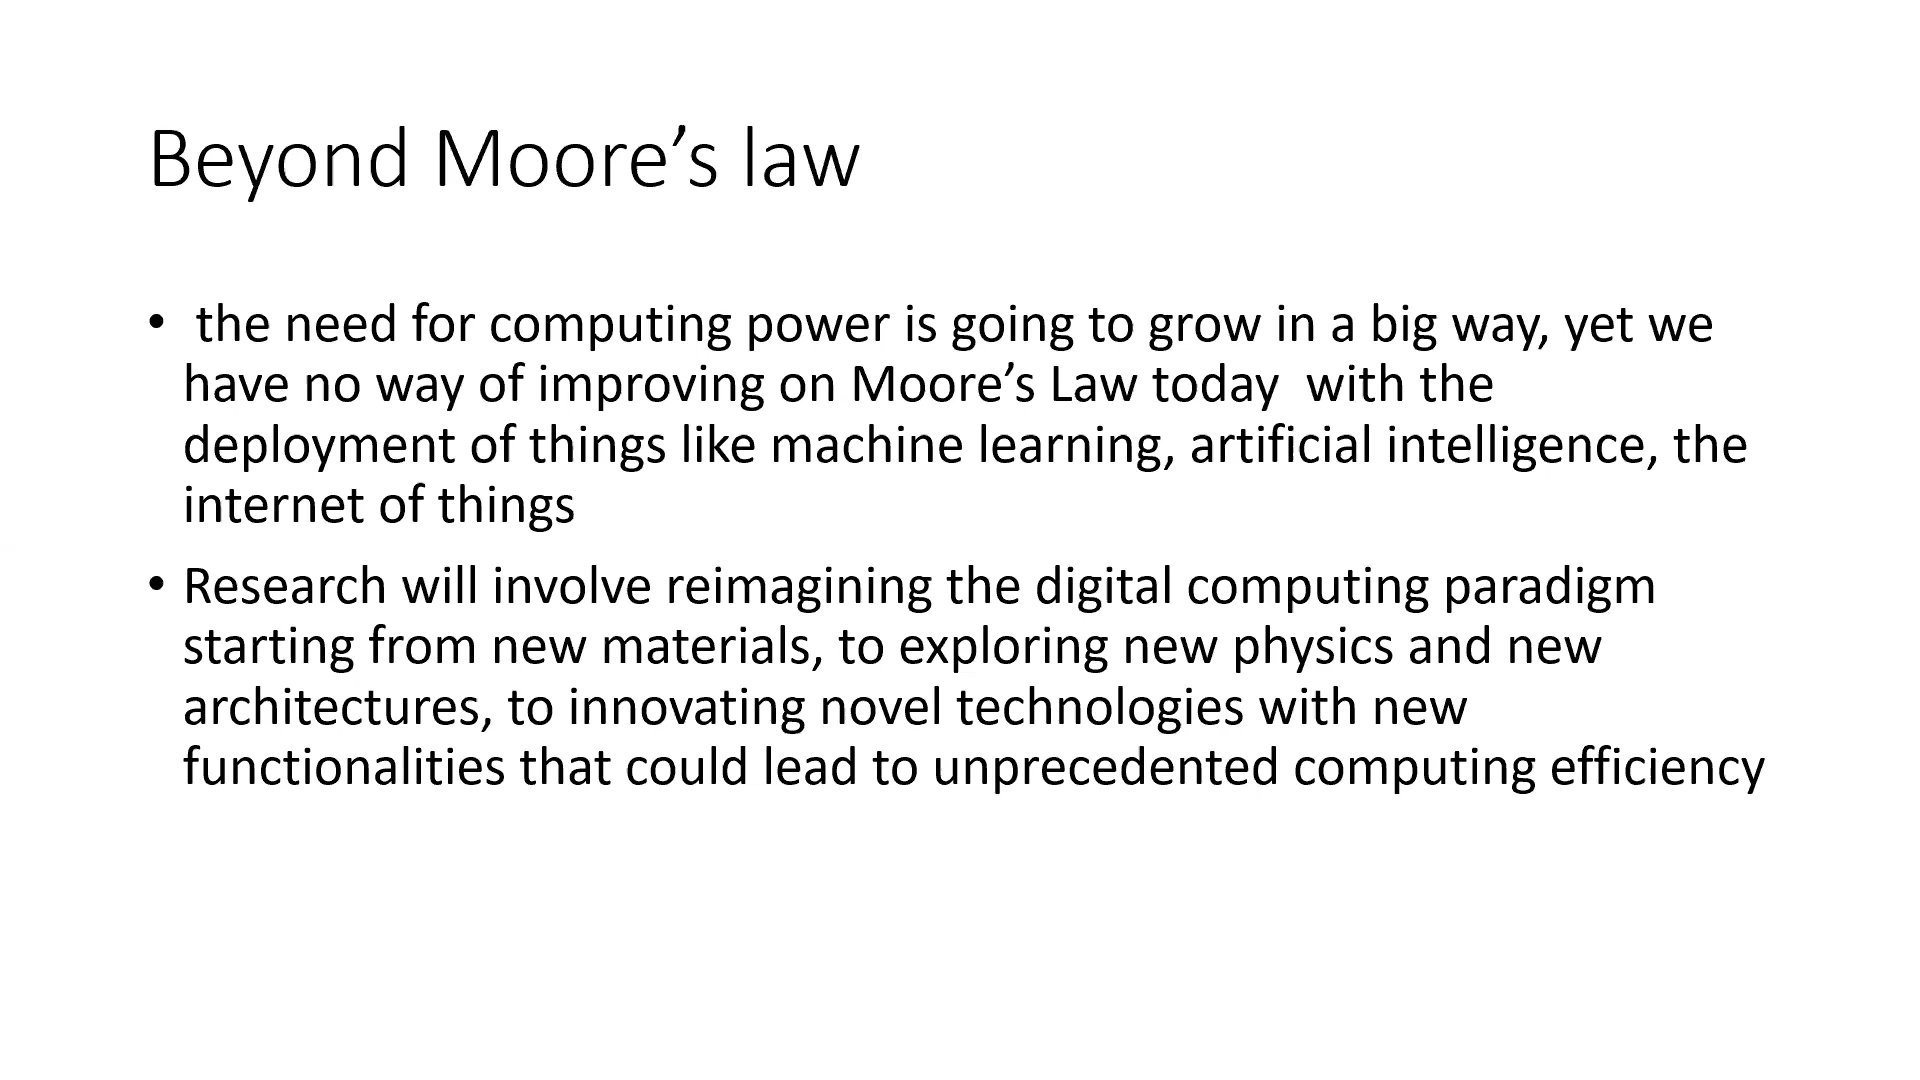 Beyond Moore’s law
• the need for computing power is going to grow in a big way, yet we
have no way of improving on Moore’s Law today  with the
deployment of things like machine learning, artificial intelligence, the
internet of things
• Research will involve reimagining the digital computing paradigm
starting from new materials, to exploring new physics and new
architectures, to innovating novel technologies with new
functionalities that could lead to unprecedented computing efficiency